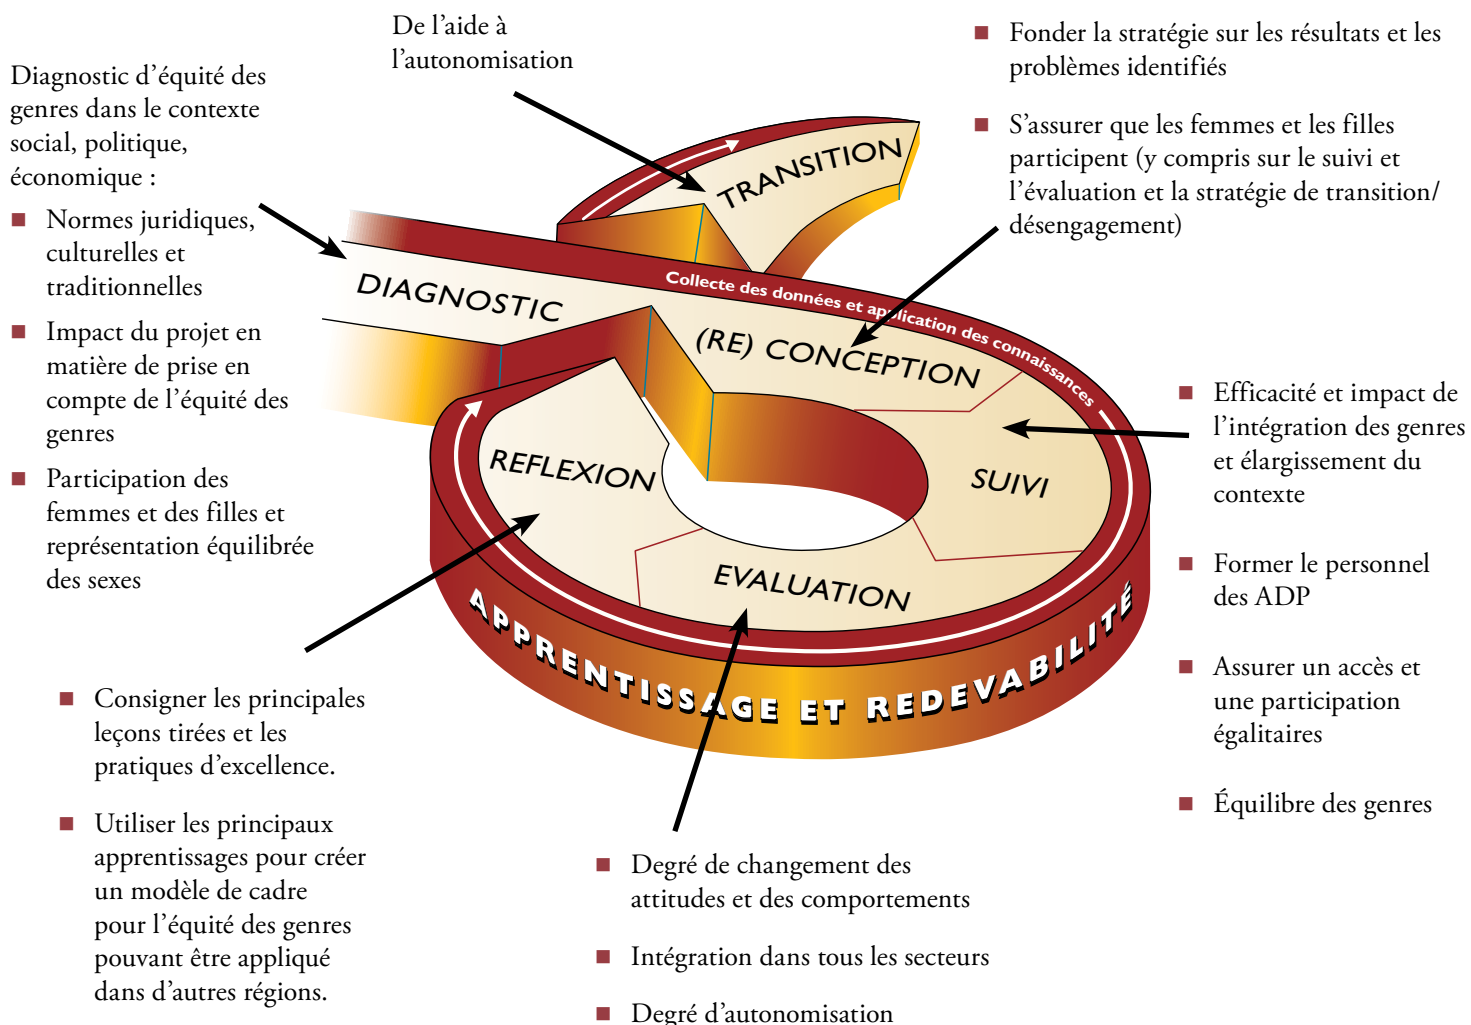 De l’aide à
l’autonomisation
Diagnostic d’équité des
genres dans le contexte
social, politique,
économique :
■ Normes juridiques,
culturelles et
traditionnelles
■ Impact du projet en
matière de prise en
compte de l’équité des
genres
■ Participation des
femmes et des filles et
représentation équilibrée
des sexes
■ Fonder la stratégie sur les résultats et les
problèmes identifiés
■ S’assurer que les femmes et les filles
participent (y compris sur le suivi et
l’évaluation et la stratégie de transition/
désengagement)
TRANSITION
DIAGNOSTIC
Collecte des données et application des connaissances
(RE) CONCEPTION
SUIVI
REFLEXION
EVALUATION
APPRENTISSAGE ET REDEVABILITÉ
■ Efficacité et impact de
l’intégration des genres
et élargissement du
contexte
■ Former le personnel
des ADP
■ Assurer un accès et
une participation
égalitaires
■ Équilibre des genres
■ Consigner les principales
leçons tirées et les
pratiques d’excellence.
■ Utiliser les principaux
apprentissages pour créer
un modèle de cadre
pour l’équité des genres
pouvant être appliqué
dans d’autres régions.
■ Degré de changement des
attitudes et des comportements
■ Intégration dans tous les secteurs
■ Degré d’autonomisation